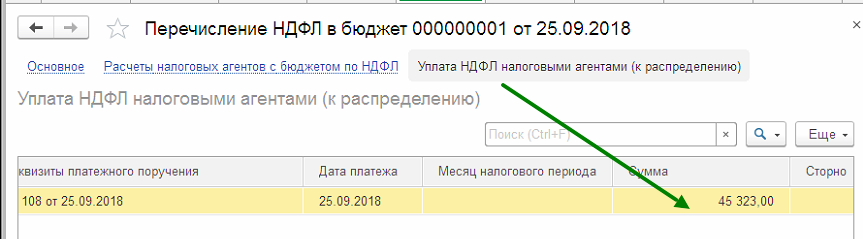 Перечисление НДФЛ в бюджет 000000001 от 25.09.2018
Основное Расчеты налоговых агентов с бюджетом по НДФЛ Уплата НДФЛ налоговыми агентами (к распределению)
Уплата НДФЛ налоговыми агентами (к распределению)
Поиск (Ctrl+F) × Еще
квизиты платежного поручения Дата платежа Месяц налогового периода Сумма Сторно
108 от 25.09.2018 25.09.2018 45 323,00